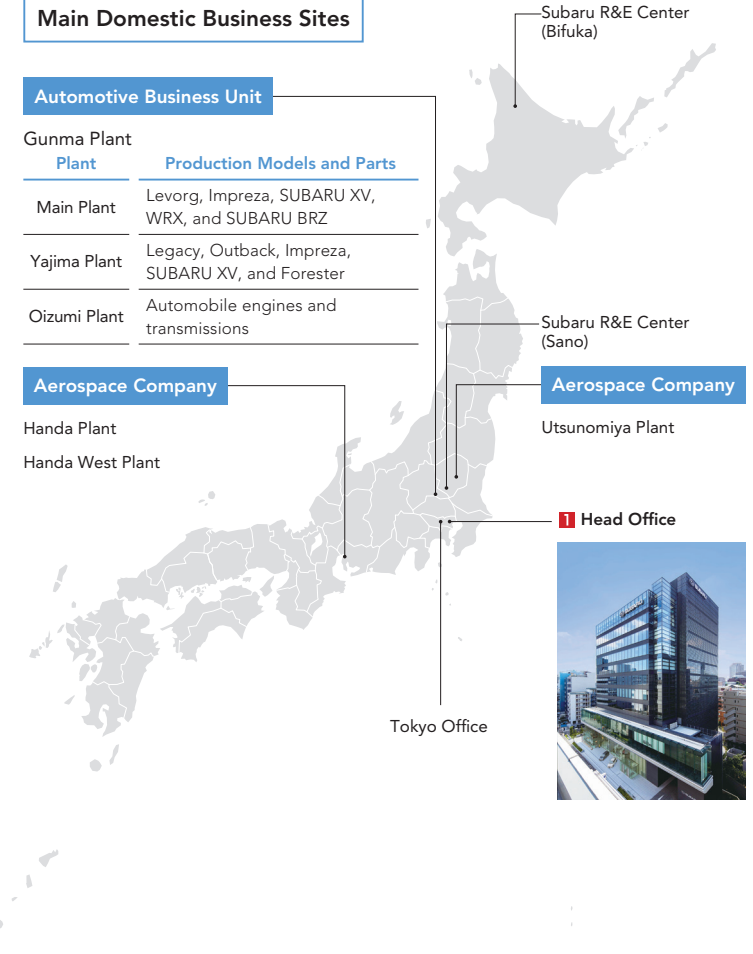 Main Domestic Business Sites
Subaru R&E Center
(Bifuka)
Automotive Business Unit
Gunma Plant
Plant
Production Models and Parts
Main Plant
Levorg, Impreza, SUBARU XV,
WRX, and SUBARU BRZ
Yajima Plant
Legacy, Outback, Impreza,
SUBARU XV, and Forester
Oizumi Plant
Automobile engines and
transmissions
Subaru R&E Center
(Sano)
Aerospace Company
Handa Plant
Handa West Plant
Aerospace Company
Utsunomiya Plant
1 Head Office
Tokyo Office